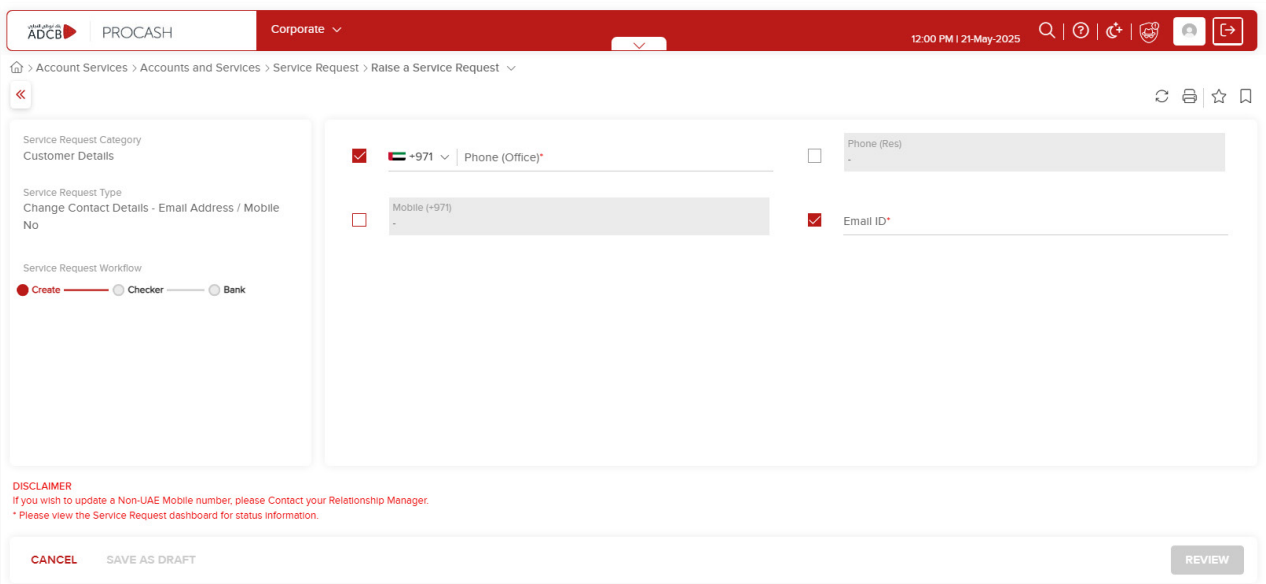 بنك أبوظبي التجاري
ADCB
PROCASH
Corporate
12:00 PM | 21-May-2025
> Account Services > Accounts and Services > Service Request > Raise a Service Request
Service Request Category
Customer Details
Service Request Type
Change Contact Details - Email Address / Mobile
No
Service Request Workflow
Create
Checker
Bank
+971
Phone (Office)*
Phone (Res)
-
Mobile (+971)
-
Email ID*
DISCLAIMER
If you wish to update a Non-UAE Mobile number, please Contact your Relationship Manager.
* Please view the Service Request dashboard for status information.
CANCEL
SAVE AS DRAFT
REVIEW